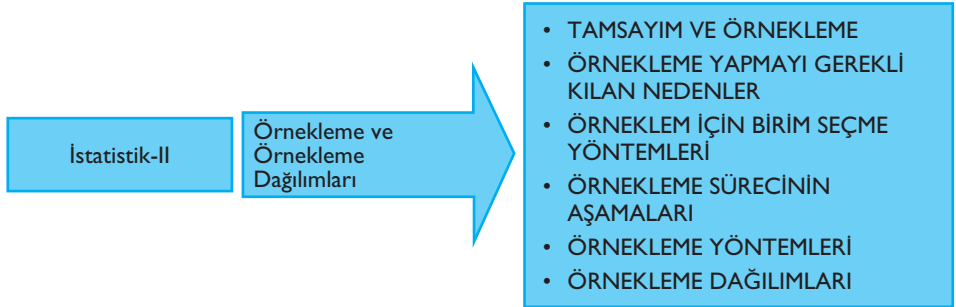 İstatistik-II
Örnekleme ve
Örnekleme
Dağılımları
• TAMSAYIM VE ÖRNEKLEME
• ÖRNEKLEME YAPMAYI GEREKLİ
KILAN NEDENLER
• ÖRNEKLEM İÇİN BİRİM SEÇME
YÖNTEMLERİ
• ÖRNEKLEME SÜRECİNİN
AŞAMALARI
• ÖRNEKLEME YÖNTEMLERİ
• ÖRNEKLEME DAĞILIMLARI